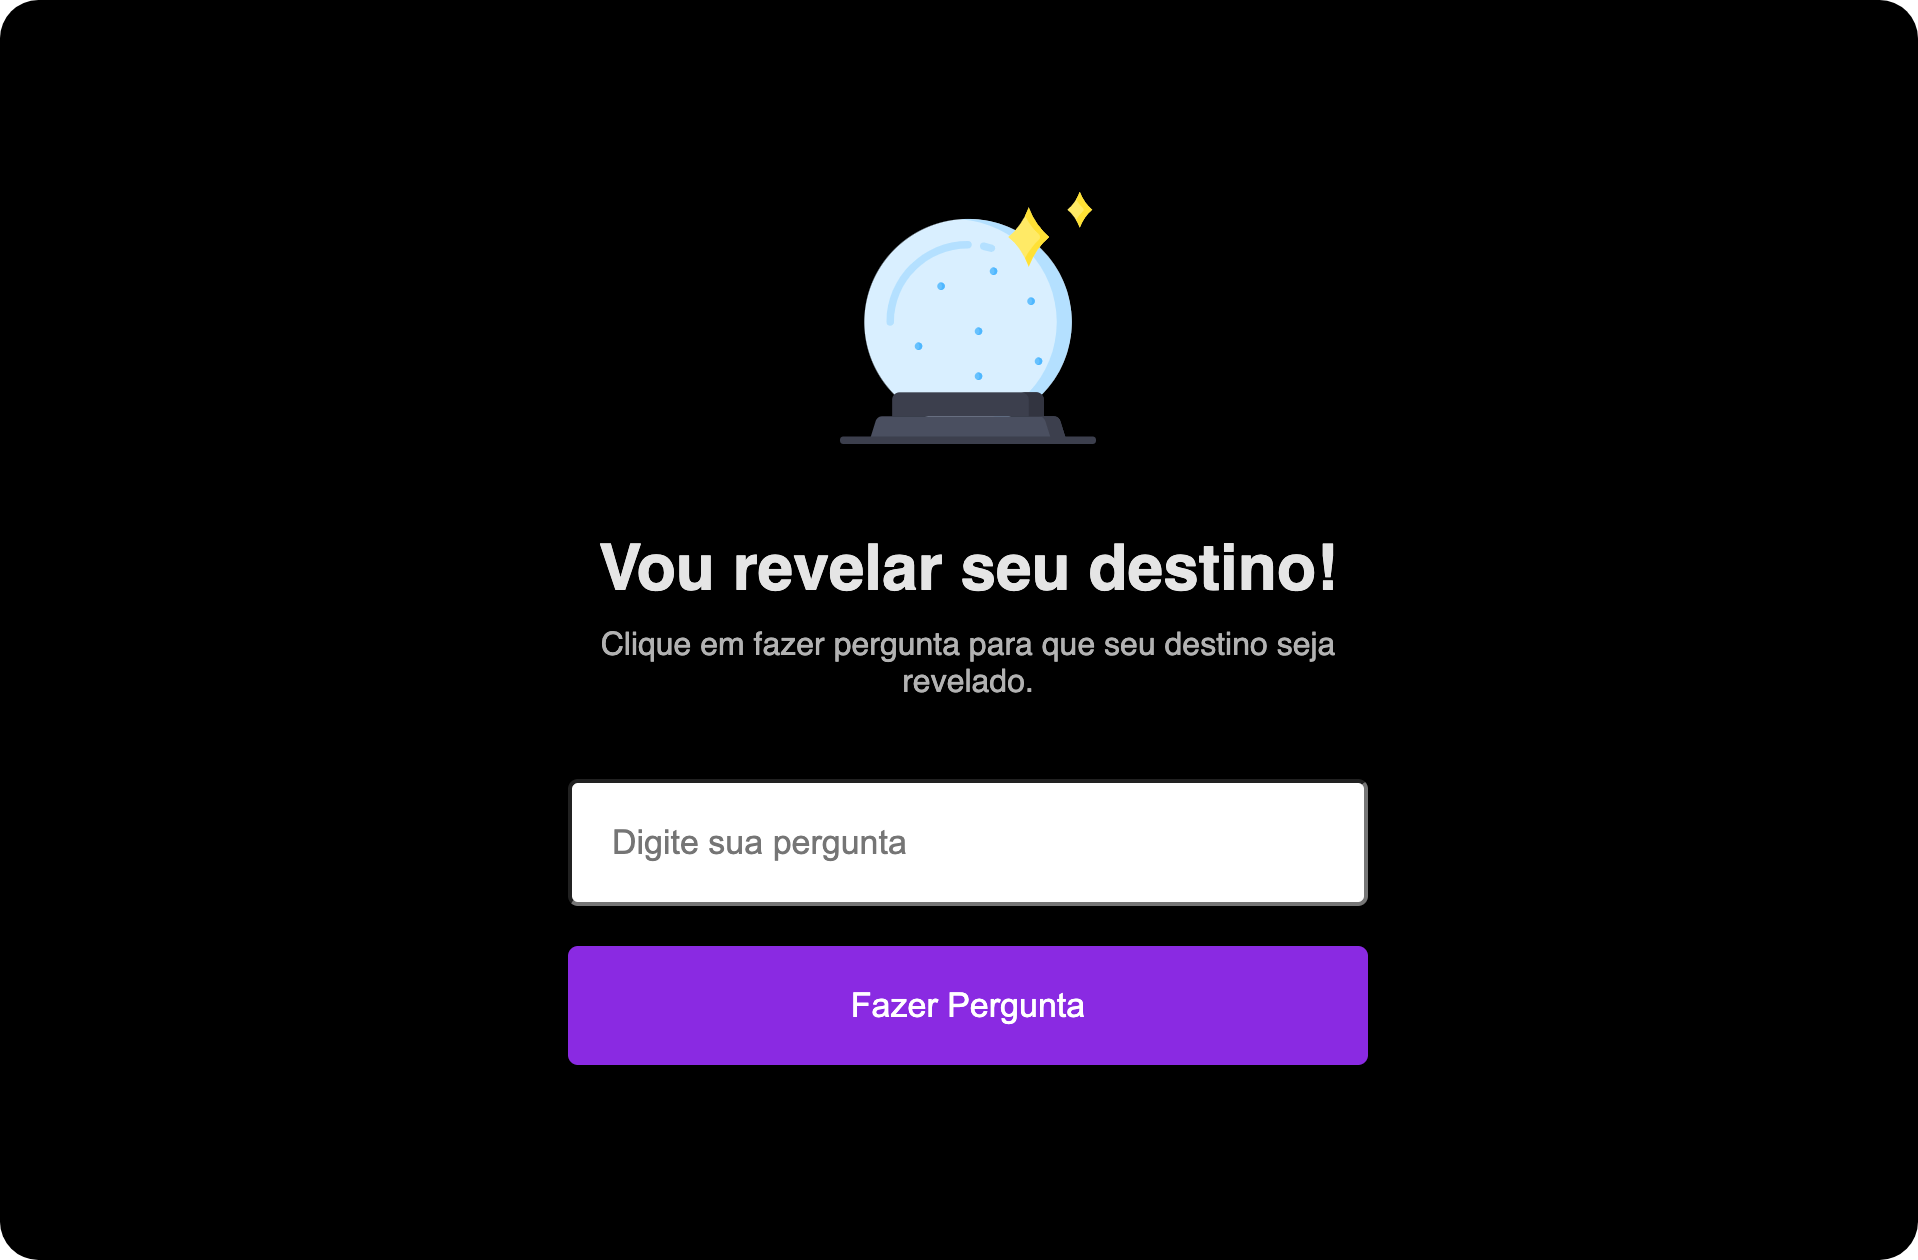 Vou revelar seu destino!
Clique em fazer pergunta para que seu destino seja
revelado.
Digite sua pergunta
Fazer Pergunta